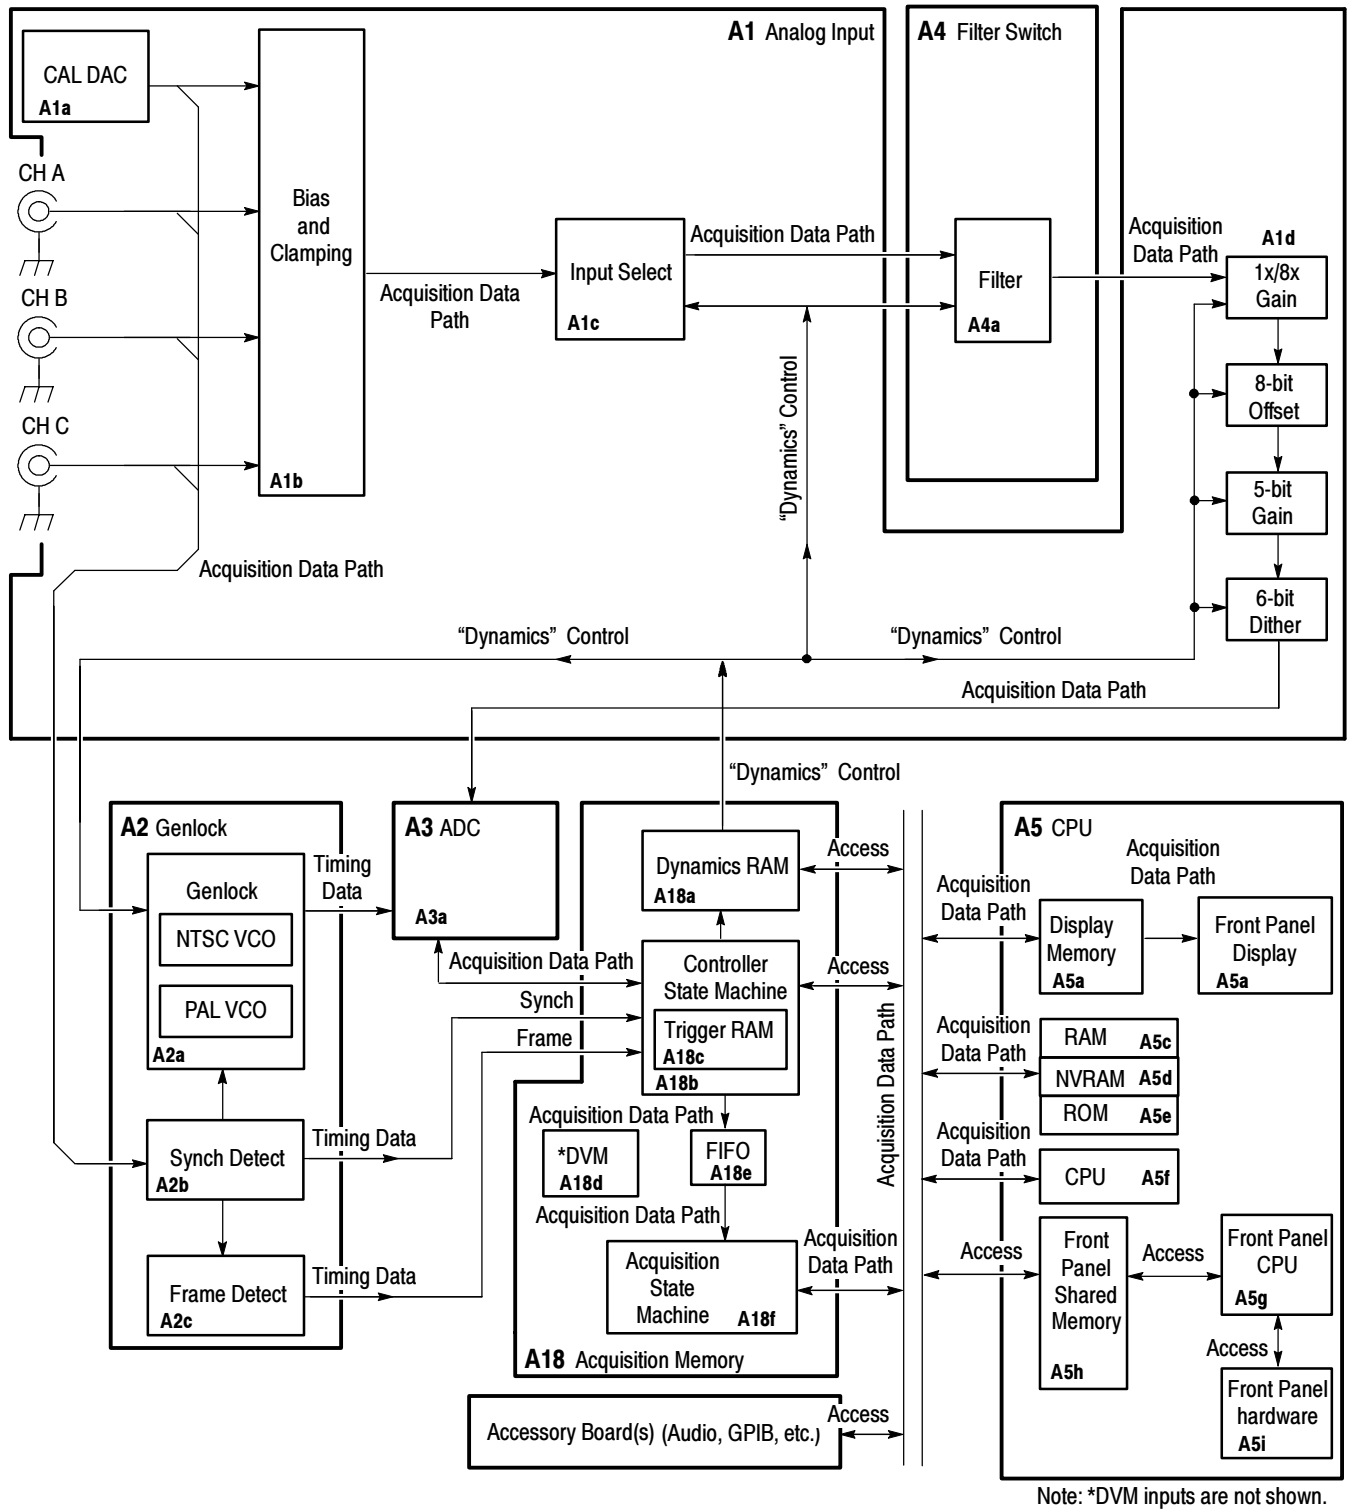 A1 Analog Input
A4 Filter Switch
CAL DAC
A1a
CH A
CH B
CH C
Bias
and
Clamping
A1b
Acquisition Data
Path
Input Select
A1c
Acquisition Data Path
Filter
A4a
Acquisition
Data Path
A1d
1x/8x
Gain
8-bit
Offset
5-bit
Gain
6-bit
Dither
“Dynamics” Control
Acquisition Data Path
“Dynamics” Control
“Dynamics” Control
Acquisition Data Path
“Dynamics” Control
A2 Genlock
Genlock
NTSC VCO
PAL VCO
A2a
Synch Detect
A2b
Frame Detect
A2c
Timing
Data
Timing Data
Timing Data
A3 ADC
A3a
Acquisition Data Path
Synch
Frame
Dynamics RAM
A18a
Access
Controller
State Machine
Trigger RAM
A18c
A18b
Access
Acquisition Data Path
*DVM
A18d
FIFO
A18e
Acquisition Data Path
Acquisition
State
Machine
A18f
Acquisition
Data Path
A18 Acquisition Memory
Accessory Board(s) (Audio, GPIB, etc.)
Access
Acquisition Data Path
A5 CPU
Acquisition
Data Path
Acquisition
Data Path
Display
Memory
A5a
Front Panel
Display
A5a
Acquisition
Data Path
RAM A5c
NVRAM A5d
ROM A5e
Acquisition
Data Path
CPU A5f
Access
Front
Panel
Shared
Memory
A5h
Access
Front Panel
CPU
A5g
Access
Front Panel
hardware
A5i
Note: *DVM inputs are not shown.